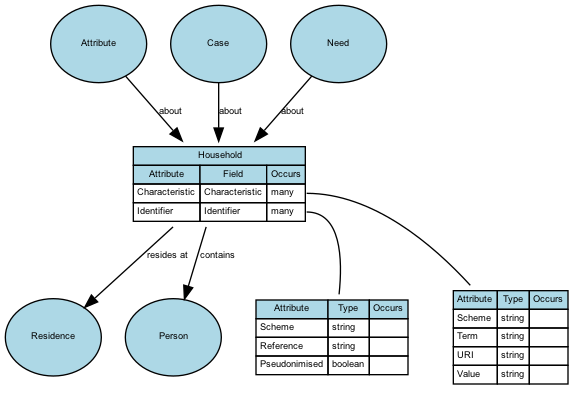 Attribute Case Need
about about about
Household
Attribute Field Occurs
Characteristic Characteristic many
Identifier Identifier many
resides at contains
Residence Person
Attribute Type Occurs
Scheme string
Reference string
Pseudonimised boolean
Attribute Type Occurs
Scheme string
Term string
URI string
Value string